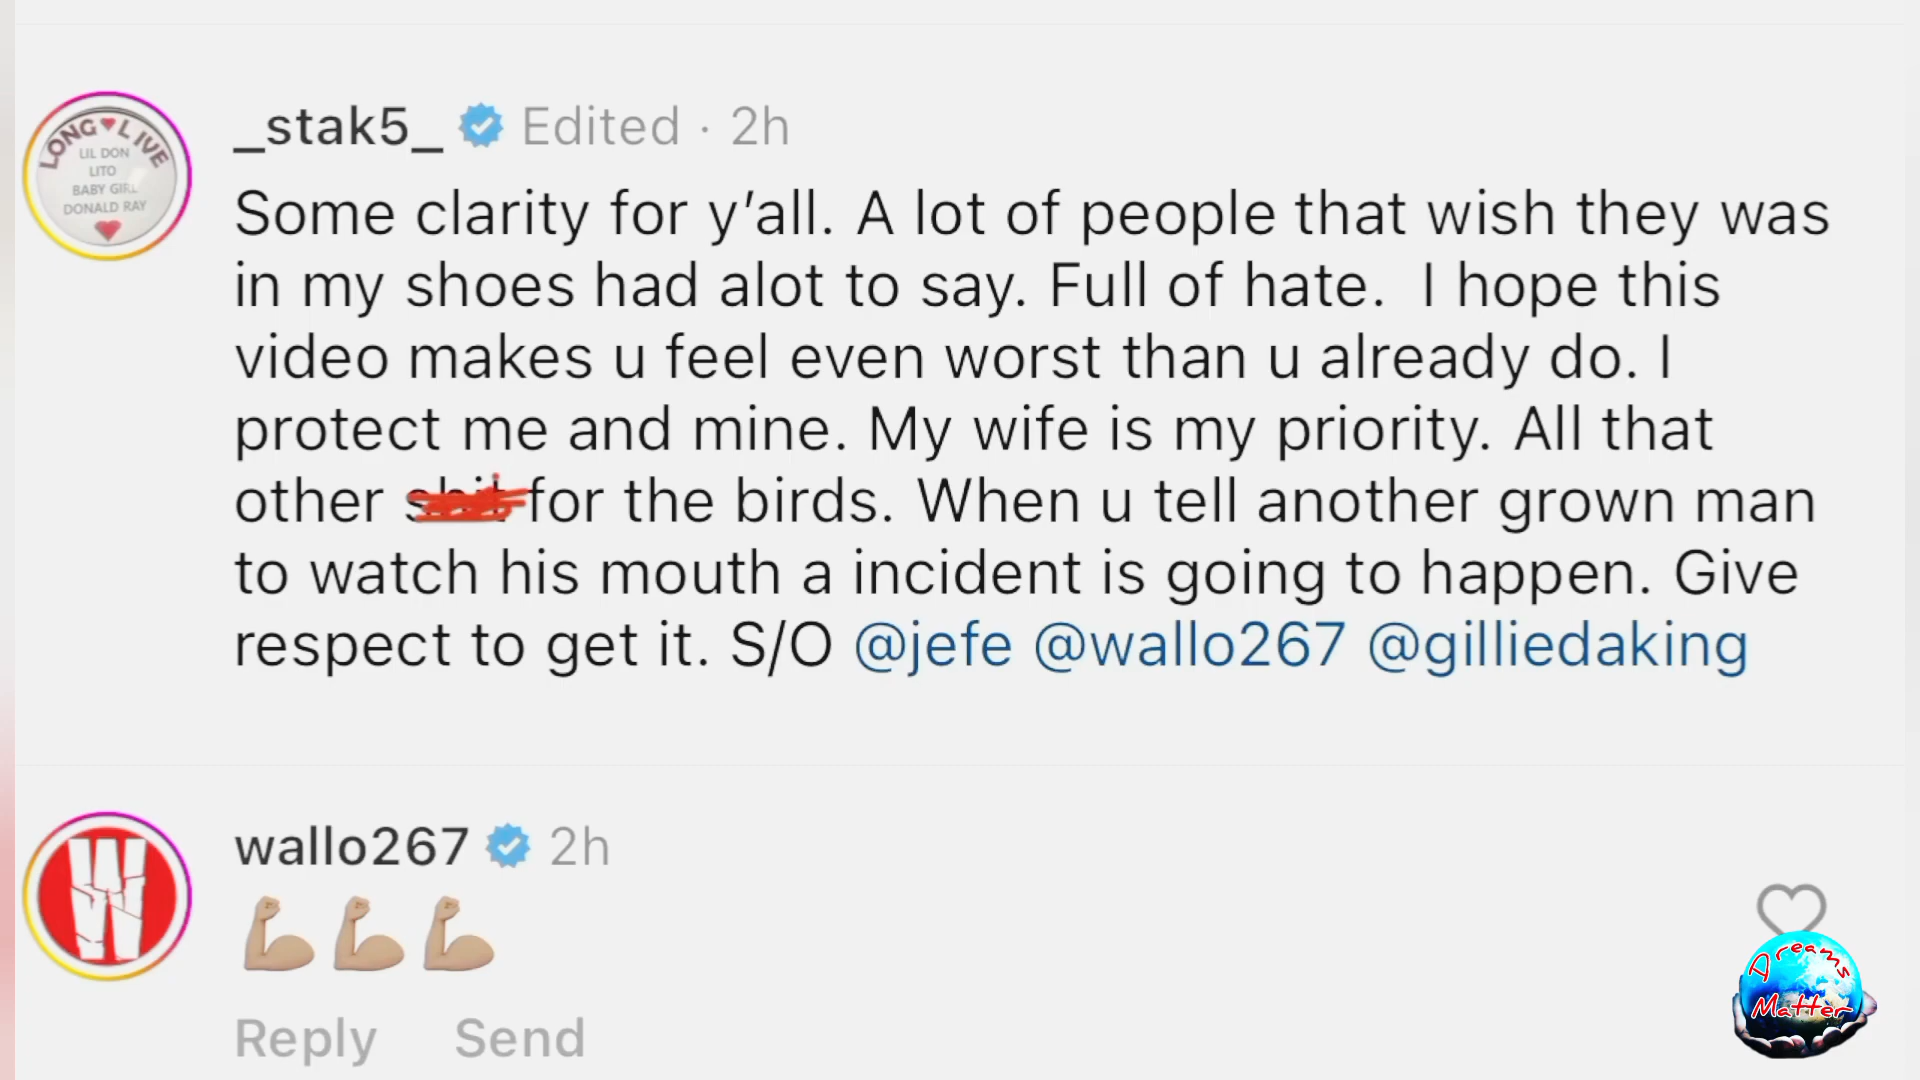 LONG♥LIVE
LIL DON
LITO
BABY GIRL
DONALD RAY
_stak5_ Edited · 2h
Some clarity for y’all. A lot of people that wish they was
in my shoes had alot to say. Full of hate.  I hope this
video makes u feel even worst than u already do. I
protect me and mine. My wife is my priority. All that
other shit for the birds. When u tell another grown man
to watch his mouth a incident is going to happen. Give
respect to get it. S/O @jefe @wallo267 @gilliedaking
wallo267 2h
💪🏼💪🏼💪🏼
Reply Send
Dreams
Matter